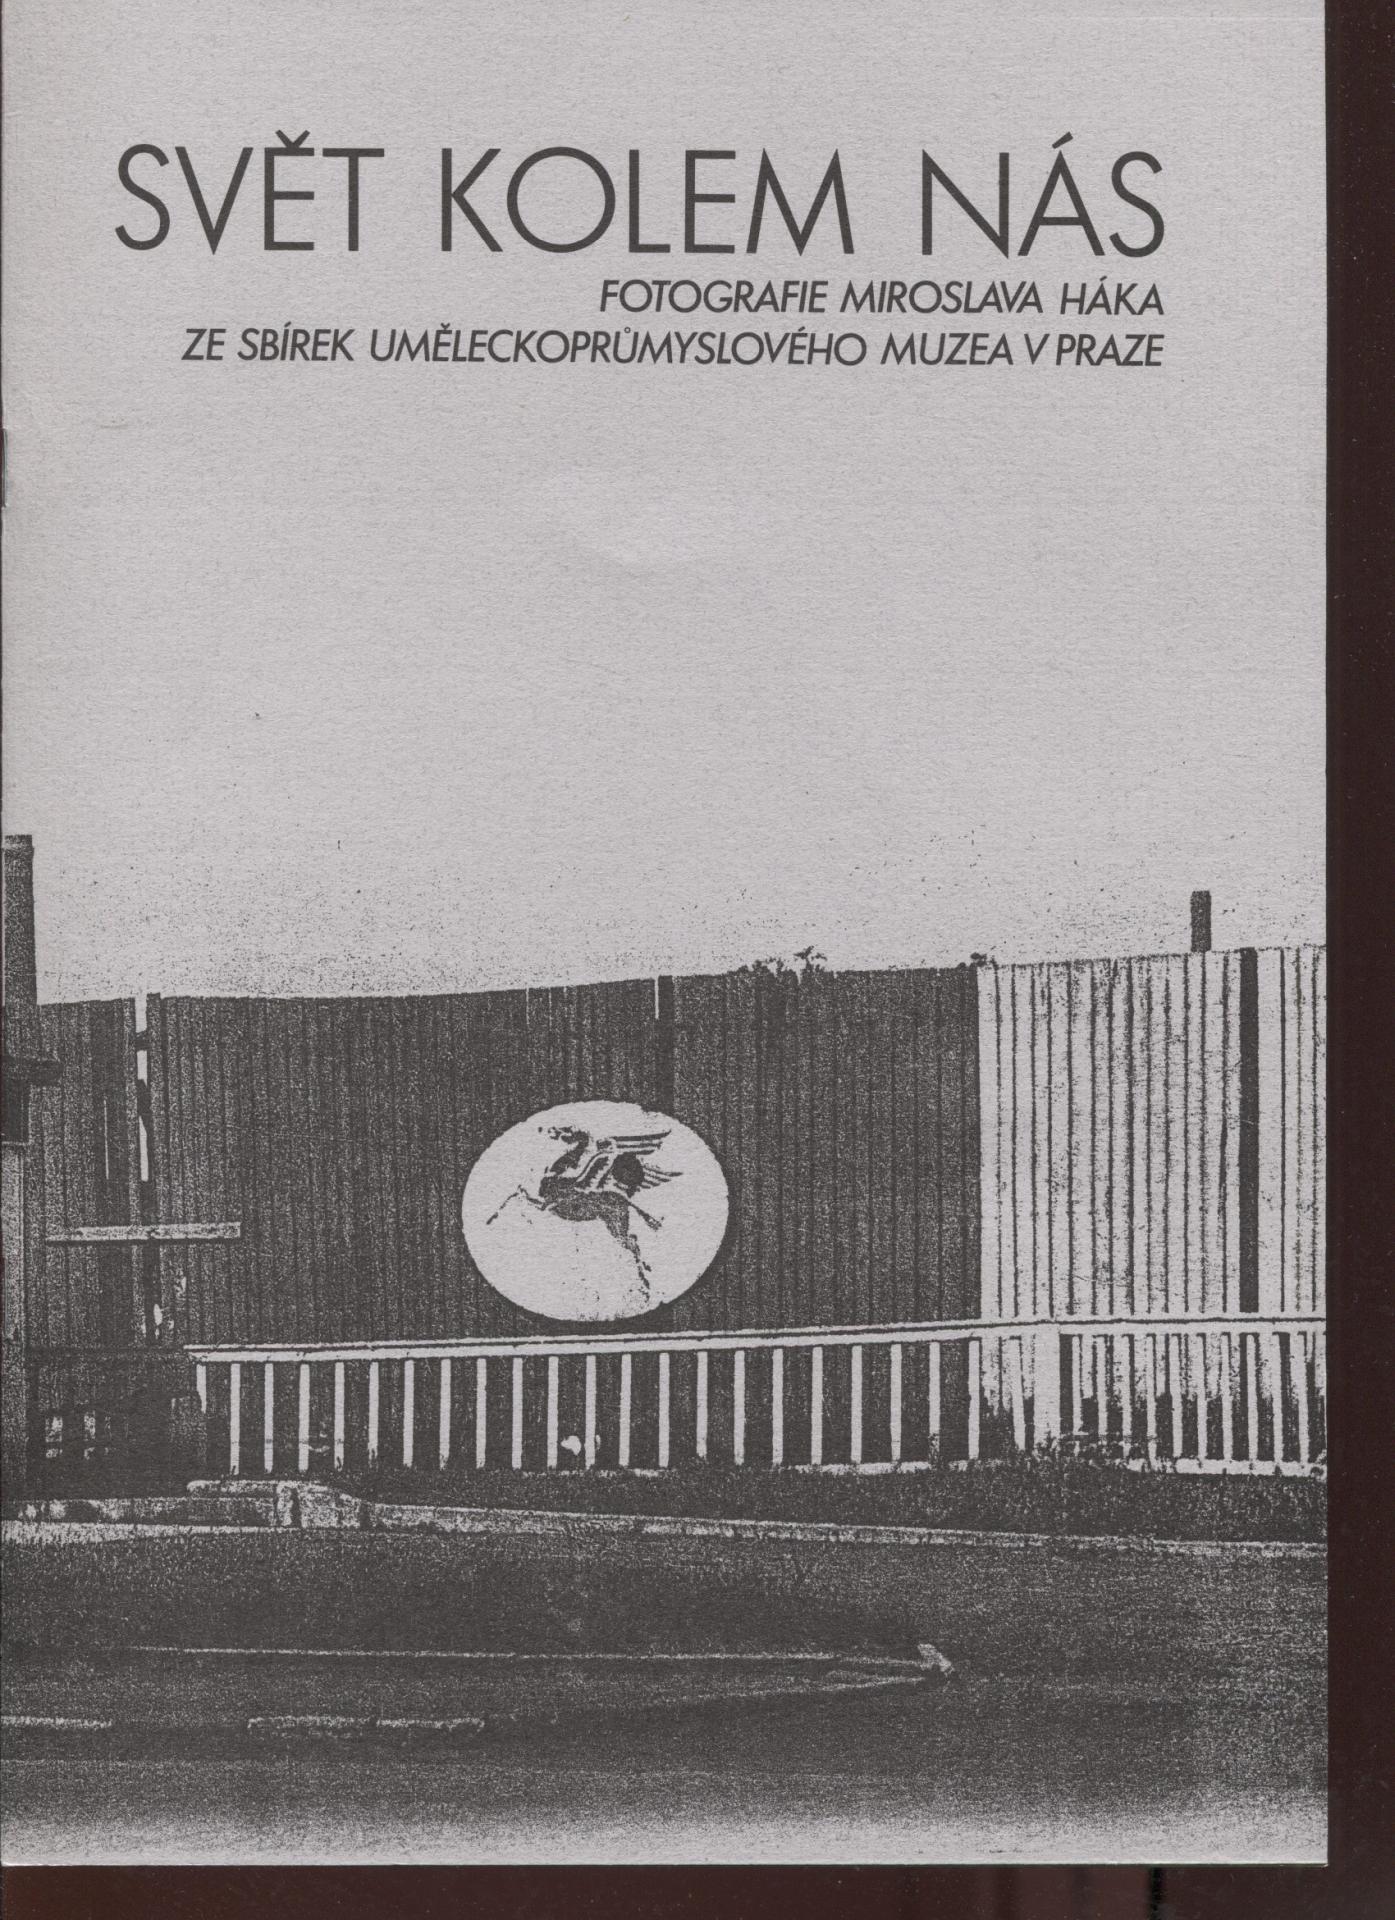 SVĚT KOLEM NÁS
FOTOGRAFIE MIROSLAVA HÁKA
ZE SBÍREK UMĚLECKOPRŮMYSLOVÉHO MUZEA V PRAZE